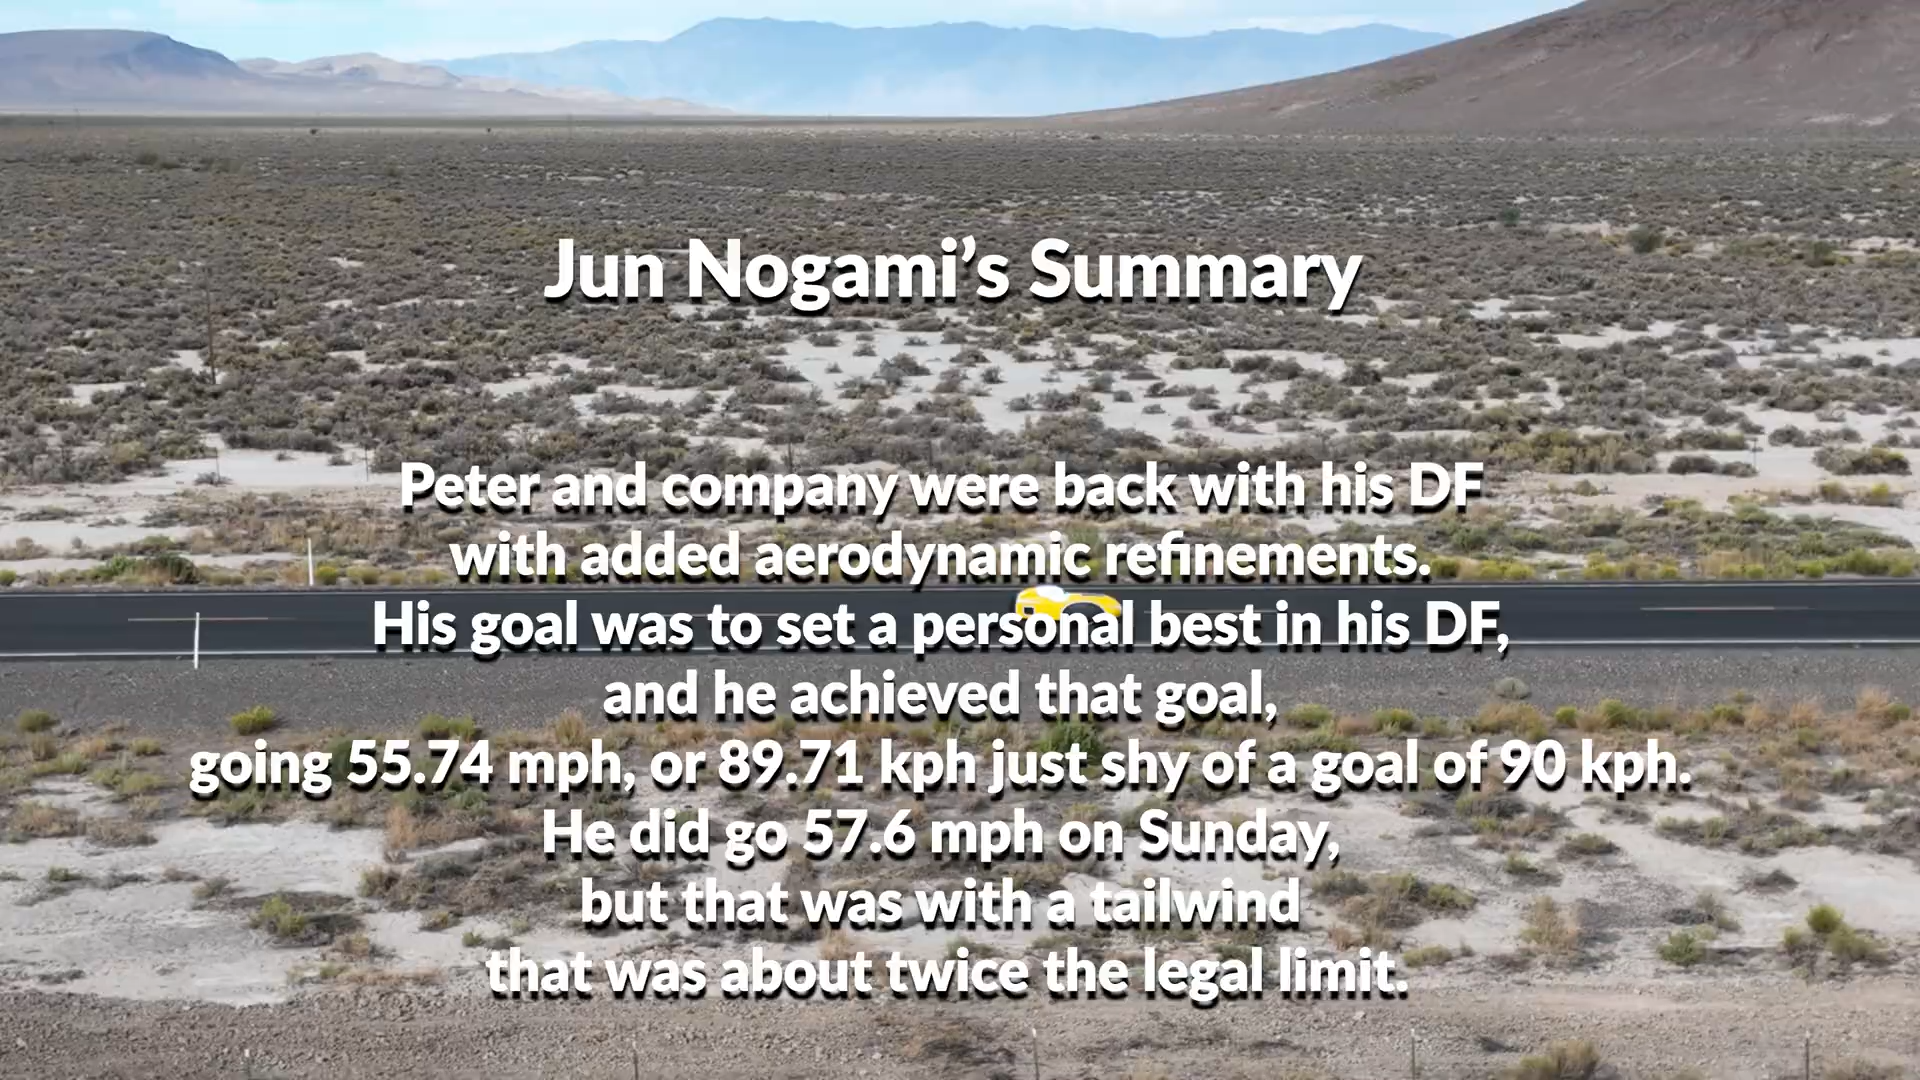 Jun Nogami’s Summary
Peter and company were back with his DF
with added aerodynamic refinements.
His goal was to set a personal best in his DF,
and he achieved that goal,
going 55.74 mph, or 89.71 kph just shy of a goal of 90 kph.
He did go 57.6 mph on Sunday,
but that was with a tailwind
that was about twice the legal limit.